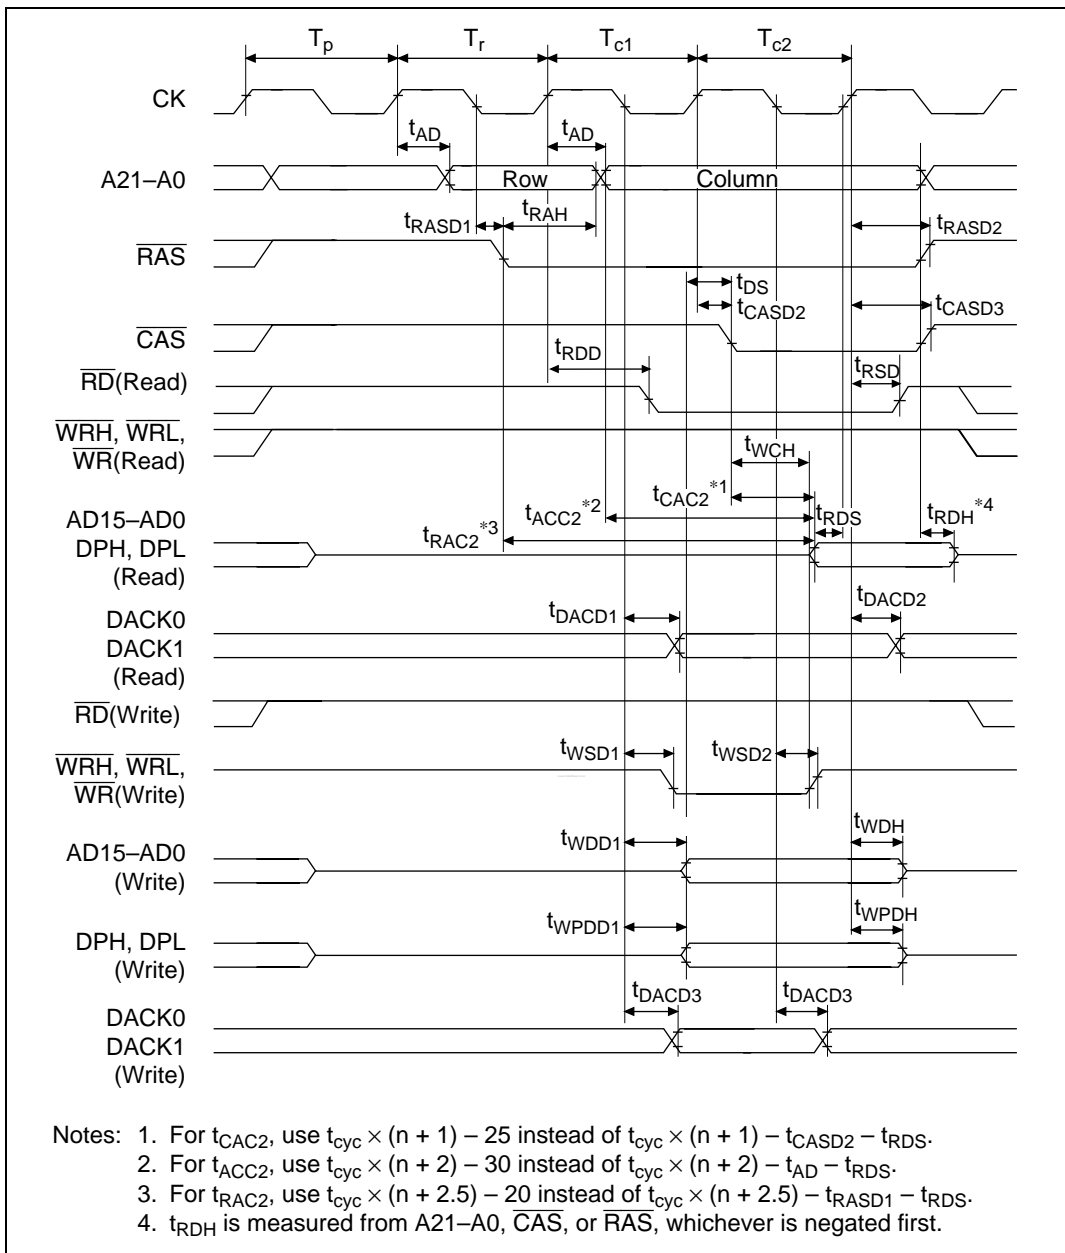 Tp Tr Tc1 Tc2
CK
tAD tAD
A21–A0 Row Column
tRASD1 tRAH tRASD2
RAS
tDS
tCASD2 tCASD3
CAS
tRDD tRSD
RD(Read)
WRH, WRL,
WR(Read)
tWCH
tCAC2*1
tACC2*2
tRAC2*3 tRDS tRDH*4
AD15–AD0
DPH, DPL
(Read)
tDACD1 tDACD2
DACK0
DACK1
(Read)
RD(Write)
tWSD1 tWSD2
WRH, WRL,
WR(Write)
tWDD1 tWDH
AD15–AD0
(Write)
tWPDD1 tWPDH
DPH, DPL
(Write)
tDACD3 tDACD3
DACK0
DACK1
(Write)
Notes: 1. For tCAC2, use tcyc × (n + 1) – 25 instead of tcyc × (n + 1) – tCASD2 – tRDS.
2. For tACC2, use tcyc × (n + 2) – 30 instead of tcyc × (n + 2) – tAD – tRDS.
3. For tRAC2, use tcyc × (n + 2.5) – 20 instead of tcyc × (n + 2.5) – tRASD1 – tRDS.
4. tRDH is measured from A21–A0, CAS, or RAS, whichever is negated first.